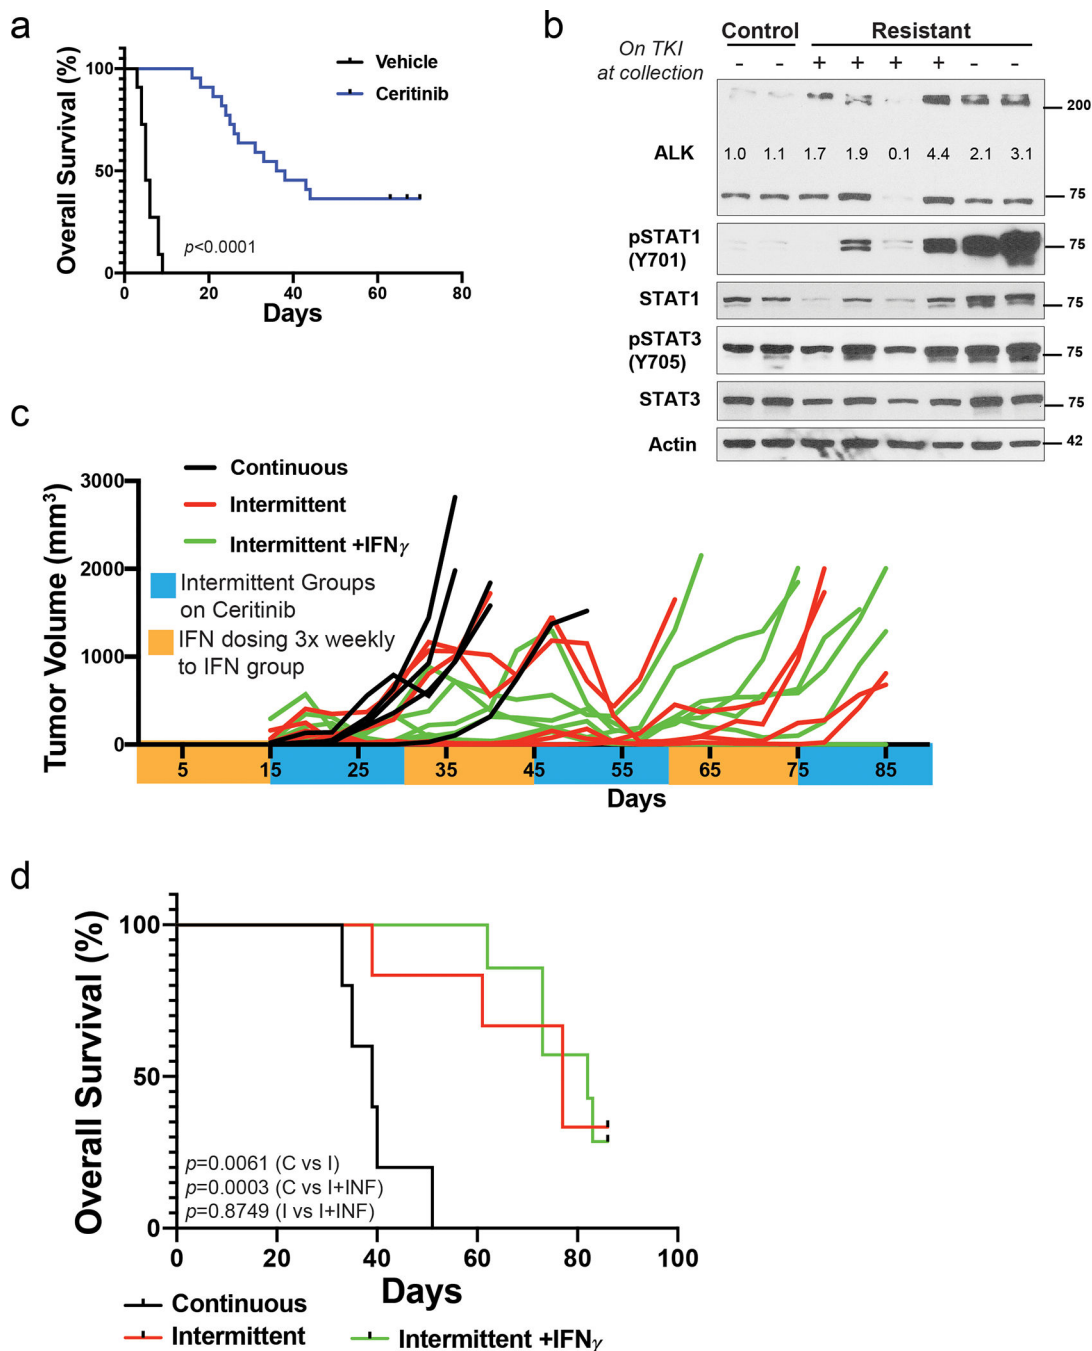 a
Overall Survival (%)
100
50
0
0 20 40 60 80
Days
Vehicle
Ceritinib
p<0.0001
b
Control Resistant
On TKI
at collection
- - + + + + - -
200
ALK
1.0 1.1 1.7 1.9 0.1 4.4 2.1 3.1
75
pSTAT1
(Y701)
75
STAT1
75
pSTAT3
(Y705)
75
STAT3
75
Actin
42
c
Tumor Volume (mm³)
3000
2000
1000
0
Continuous
Intermittent
Intermittent +IFNγ
Intermittent Groups
on Ceritinib
IFN dosing 3x weekly
to IFN group
5 15 25 35 45 55 65 75 85
Days
d
Overall Survival (%)
100
50
0
p=0.0061 (C vs I)
p=0.0003 (C vs I+INF)
p=0.8749 (I vs I+INF)
0 20 40 60 80 100
Days
Continuous
Intermittent
Intermittent +IFNγ